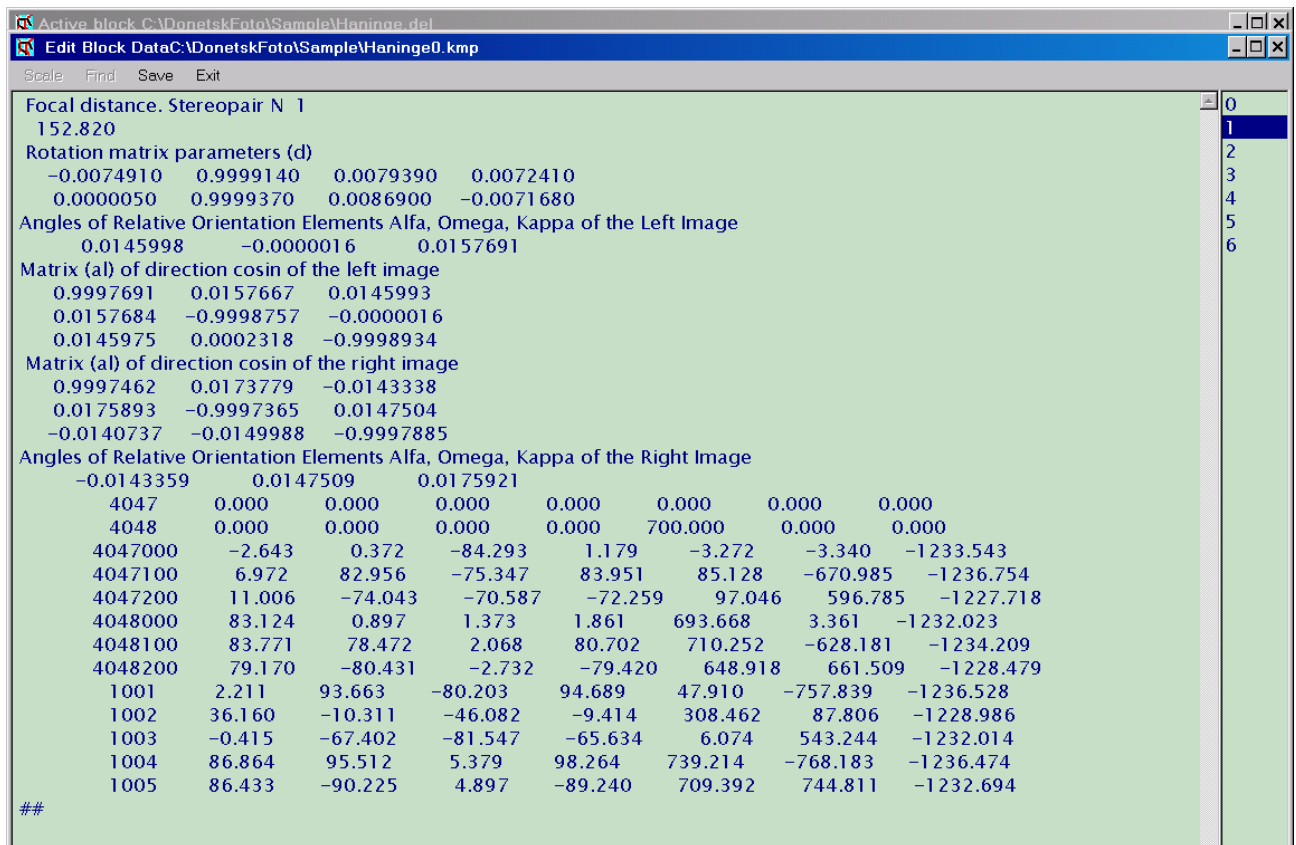 Active block C:\DonetskFoto\Sample\Haninge.del
Edit Block DataC:\DonetskFoto\Sample\Haninge0.kmp
Scale Find Save Exit
Focal distance. Stereopair N 1
152.820
Rotation matrix parameters (d)
-0.0074910 0.9999140 0.0079390 0.0072410
0.0000050 0.9999370 0.0086900 -0.0071680
Angles of Relative Orientation Elements Alfa, Omega, Kappa of the Left Image
0.0145998 -0.0000016 0.0157691
Matrix (al) of direction cosin of the left image
0.9997691 0.0157667 0.0145993
0.0157684 -0.9998757 -0.0000016
0.0145975 0.0002318 -0.9998934
Matrix (al) of direction cosin of the right image
0.9997462 0.0173779 -0.0143338
0.0175893 -0.9997365 0.0147504
-0.0140737 -0.0149988 -0.9997885
Angles of Relative Orientation Elements Alfa, Omega, Kappa of the Right Image
-0.0143359 0.0147509 0.0175921
4047 0.000 0.000 0.000 0.000 0.000 0.000 0.000
4048 0.000 0.000 0.000 0.000 700.000 0.000 0.000
4047000 -2.643 0.372 -84.293 1.179 -3.272 -3.340 -1233.543
4047100 6.972 82.956 -75.347 83.951 85.128 -670.985 -1236.754
4047200 11.006 -74.043 -70.587 -72.259 97.046 596.785 -1227.718
4048000 83.124 0.897 1.373 1.861 693.668 3.361 -1232.023
4048100 83.771 78.472 2.068 80.702 710.252 -628.181 -1234.209
4048200 79.170 -80.431 -2.732 -79.420 648.918 661.509 -1228.479
1001 2.211 93.663 -80.203 94.689 47.910 -757.839 -1236.528
1002 36.160 -10.311 -46.082 -9.414 308.462 87.806 -1228.986
1003 -0.415 -67.402 -81.547 -65.634 6.074 543.244 -1232.014
1004 86.864 95.512 5.379 98.264 739.214 -768.183 -1236.474
1005 86.433 -90.225 4.897 -89.240 709.392 744.811 -1232.694
##
0
1
2
3
4
5
6